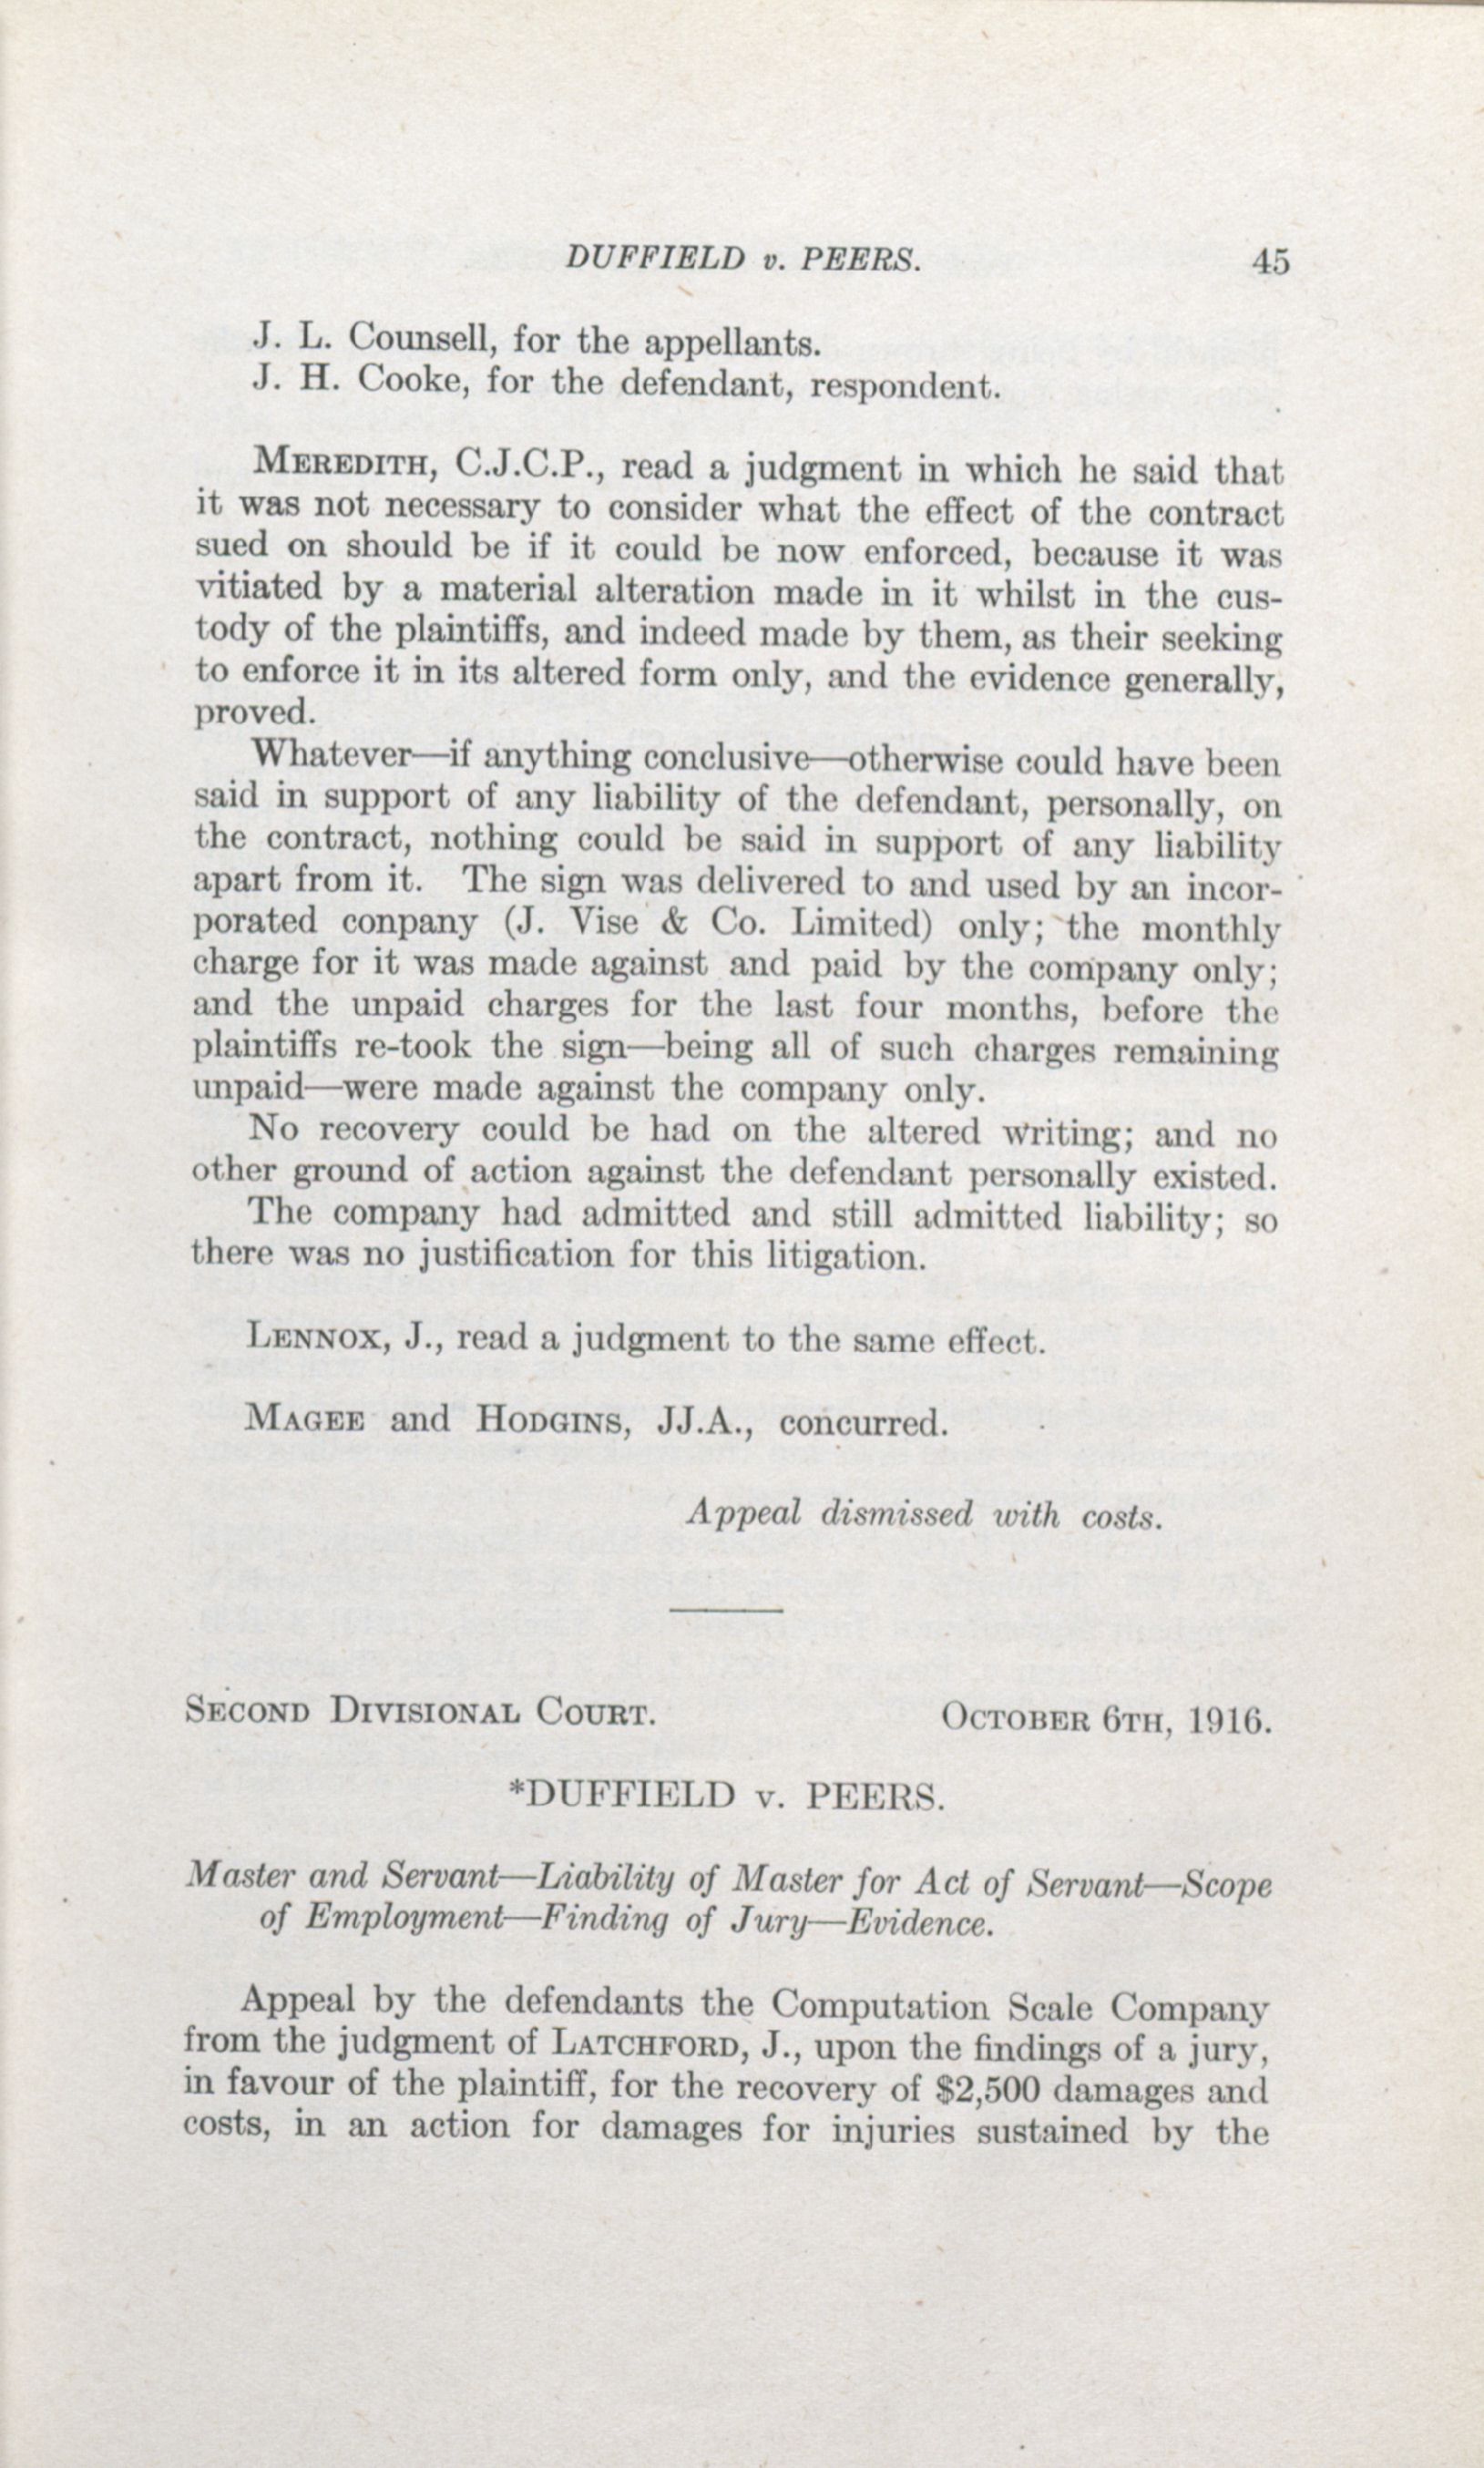 DUFFIELD v. PEERS. 45
J. L. Counsell, for the appellants.
J. H. Cooke, for the defendant, respondent.
MEREDITH, C.J.C.P., read a judgment in which he said that
it was not necessary to consider what the effect of the contract
sued on should be if it could be now enforced, because it was
vitiated by a material alteration made in it whilst in the cus-
tody of the plaintiffs, and indeed made by them, as their seeking
to enforce it in its altered form only, and the evidence generally,
proved.
Whatever—if anything conclusive—otherwise could have been
said in support of any liability of the defendant, personally, on
the contract, nothing could be said in support of any liability
apart from it. The sign was delivered to and used by an incor-
porated conpany (J. Vise & Co. Limited) only; the monthly
charge for it was made against and paid by the company only;
and the unpaid charges for the last four months, before the
plaintiffs re-took the sign—being all of such charges remaining
unpaid—were made against the company only.
No recovery could be had on the altered writing; and no
other ground of action against the defendant personally existed.
The company had admitted and still admitted liability; so
there was no justification for this litigation.
LENNOX, J., read a judgment to the same effect.
MAGEE and HODGINS, JJ.A., concurred.
Appeal dismissed with costs.
SECOND DIVISIONAL COURT. OCTOBER 6TH, 1916.
*DUFFIELD v. PEERS.
Master and Servant—Liability of Master for Act of Servant—Scope
of Employment—Finding of Jury—Evidence.
Appeal by the defendants the Computation Scale Company
from the judgment of LATCHFORD, J., upon the findings of a jury,
in favour of the plaintiff, for the recovery of $2,500 damages and
costs, in an action for damages for injuries sustained by the